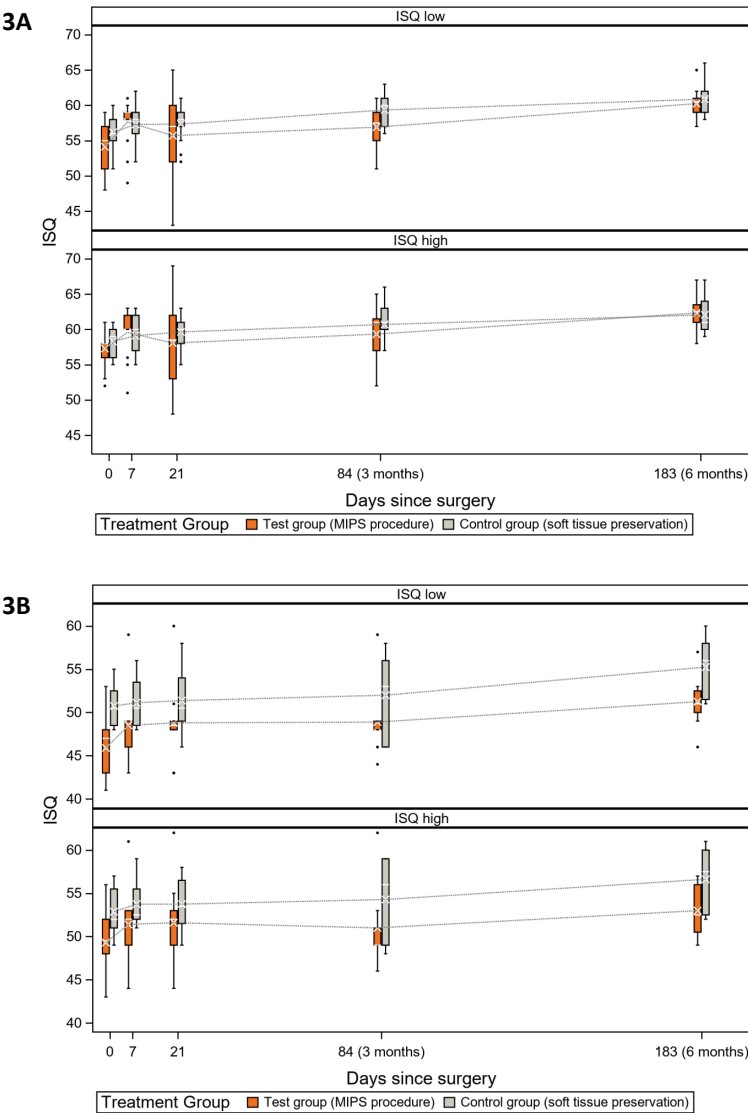 3A
ISQ low
70
65
60
55
50
45
ISQ
ISQ high
70
65
60
55
50
45
0 7 21 84 (3 months) 183 (6 months)
Days since surgery
Treatment Group Test group (MIPS procedure) Control group (soft tissue preservation)
3B
ISQ low
60
55
50
45
40
ISQ
ISQ high
60
55
50
45
40
0 7 21 84 (3 months) 183 (6 months)
Days since surgery
Treatment Group Test group (MIPS procedure) Control group (soft tissue preservation)